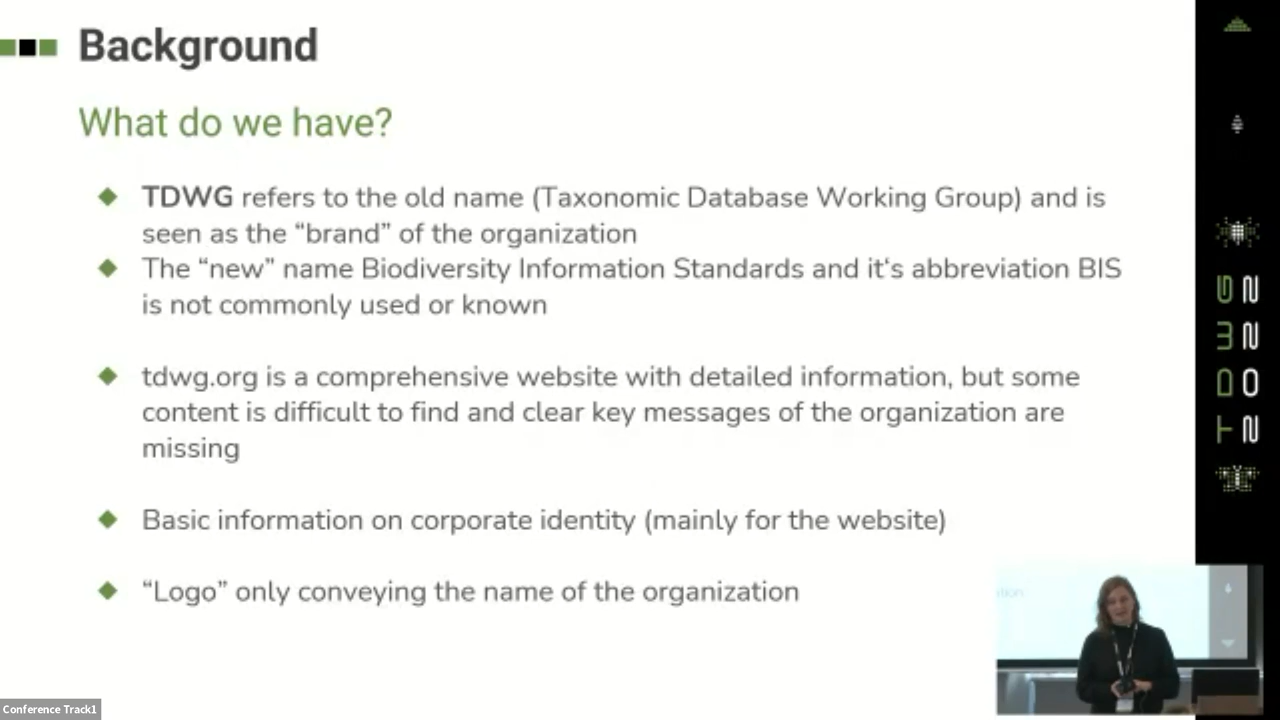 Background
What do we have?
TDWG refers to the old name (Taxonomic Database Working Group) and is
seen as the “brand” of the organization
The “new” name Biodiversity Information Standards and it‘s abbreviation BIS
is not commonly used or known
tdwg.org is a comprehensive website with detailed information, but some
content is difficult to find and clear key messages of the organization are
missing
Basic information on corporate identity (mainly for the website)
“Logo” only conveying the name of the organization
TDWG
2022
Conference Track1